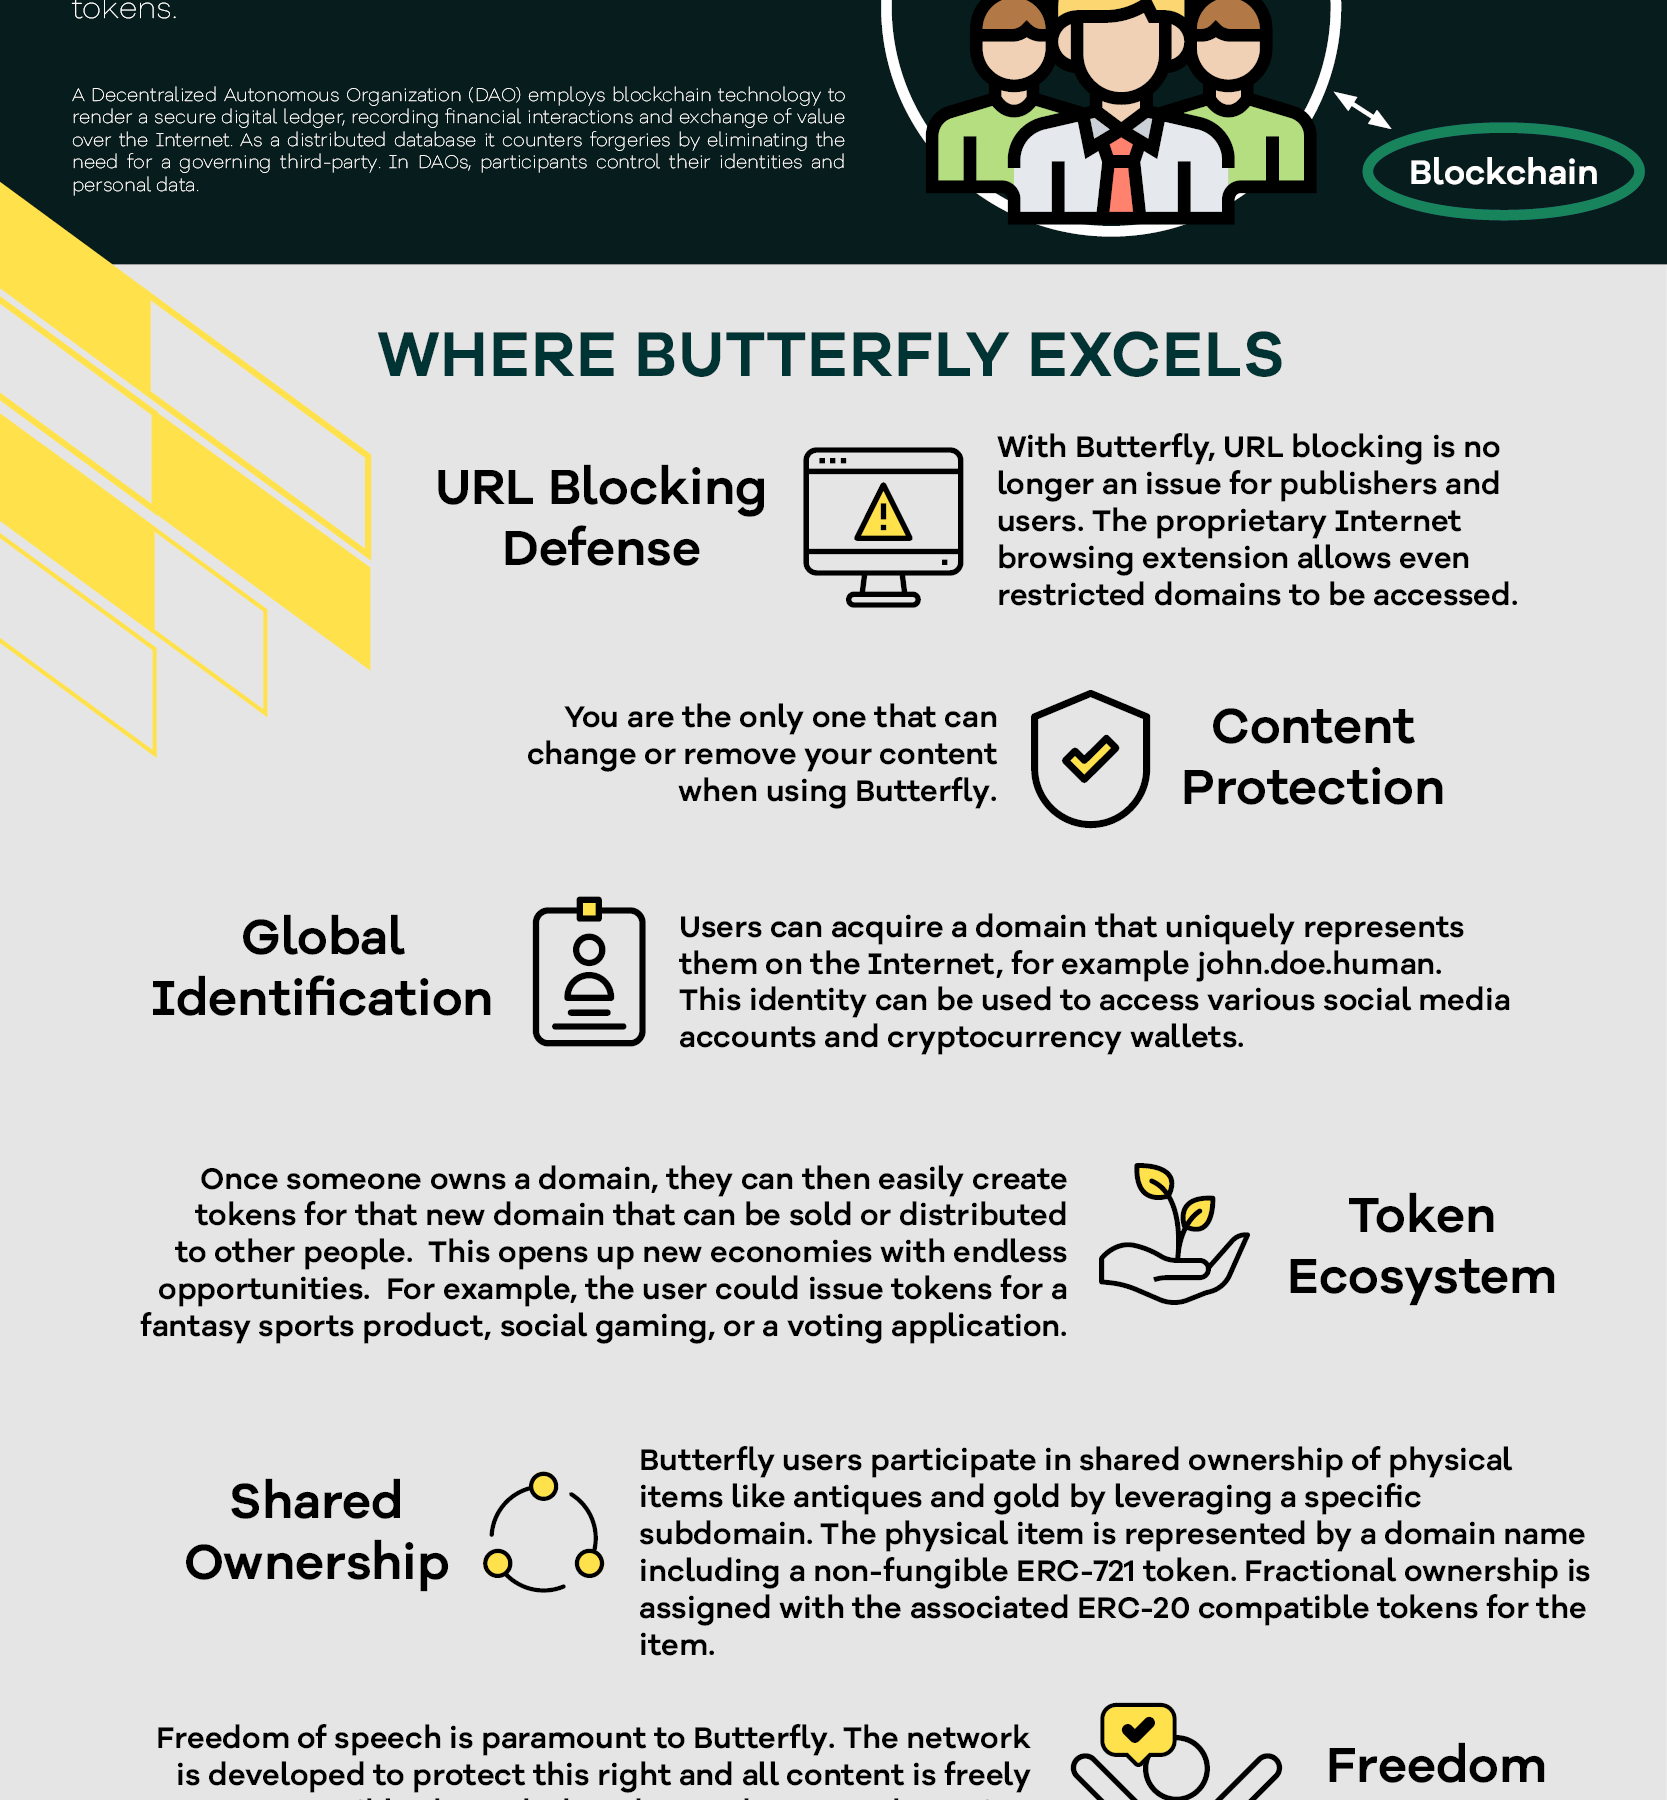 tokens.
A Decentralized Autonomous Organization (DAO) employs blockchain technology to
render a secure digital ledger, recording financial interactions and exchange of value
over the Internet. As a distributed database it counters forgeries by eliminating the
need for a governing third-party. In DAOs, participants control their identities and
personal data.
Blockchain
WHERE BUTTERFLY EXCELS
URL Blocking
Defense
With Butterfly, URL blocking is no
longer an issue for publishers and
users. The proprietary Internet
browsing extension allows even
restricted domains to be accessed.
You are the only one that can
change or remove your content
when using Butterfly.
Content
Protection
Global
Identification
Users can acquire a domain that uniquely represents
them on the Internet, for example john.doe.human.
This identity can be used to access various social media
accounts and cryptocurrency wallets.
Once someone owns a domain, they can then easily create
tokens for that new domain that can be sold or distributed
to other people.  This opens up new economies with endless
opportunities.  For example, the user could issue tokens for a
fantasy sports product, social gaming, or a voting application.
Token
Ecosystem
Shared
Ownership
Butterfly users participate in shared ownership of physical
items like antiques and gold by leveraging a specific
subdomain. The physical item is represented by a domain name
including a non-fungible ERC-721 token. Fractional ownership is
assigned with the associated ERC-20 compatible tokens for the
item.
Freedom of speech is paramount to Butterfly. The network
is developed to protect this right and all content is freely
Freedom